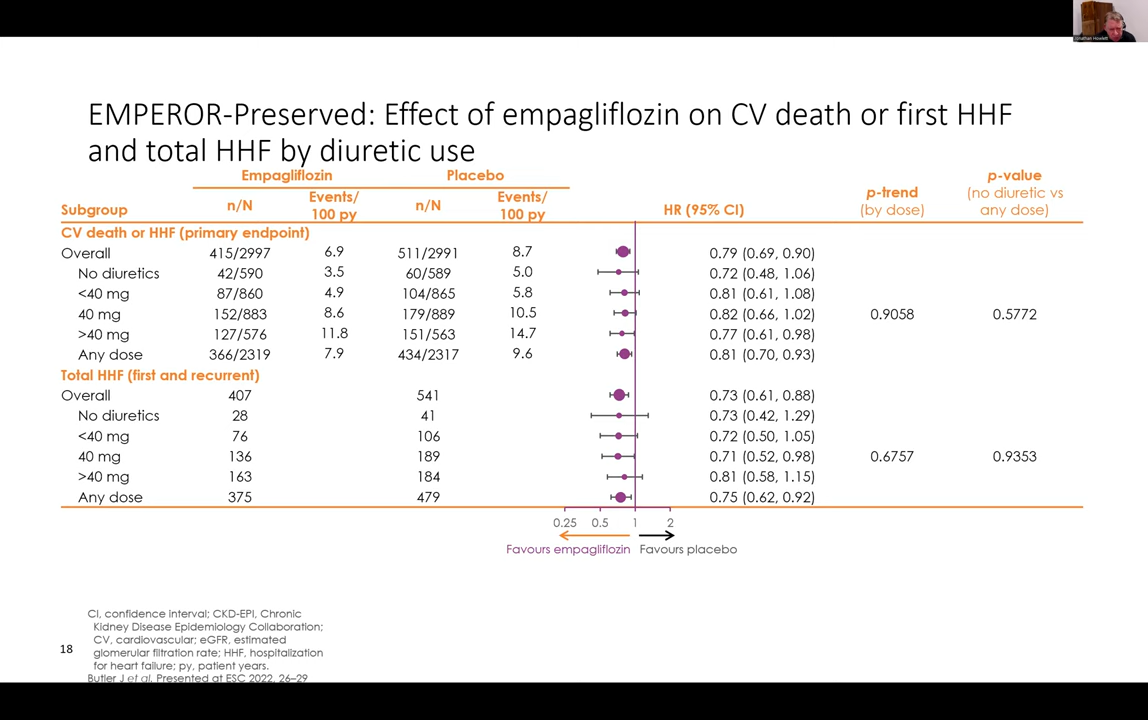 Jonathan Howlett
EMPEROR-Preserved: Effect of empagliflozin on CV death or first HHF
and total HHF by diuretic use
Empagliflozin Placebo
Subgroup n/N Events/ 100 py n/N Events/ 100 py HR (95% CI) p-trend (by dose) p-value (no diuretic vs any dose)
CV death or HHF (primary endpoint)
Overall 415/2997 6.9 511/2991 8.7 0.79 (0.69, 0.90)
No diuretics 42/590 3.5 60/589 5.0 0.72 (0.48, 1.06)
<40 mg 87/860 4.9 104/865 5.8 0.81 (0.61, 1.08)
40 mg 152/883 8.6 179/889 10.5 0.82 (0.66, 1.02) 0.9058 0.5772
>40 mg 127/576 11.8 151/563 14.7 0.77 (0.61, 0.98)
Any dose 366/2319 7.9 434/2317 9.6 0.81 (0.70, 0.93)
Total HHF (first and recurrent)
Overall 407 541 0.73 (0.61, 0.88)
No diuretics 28 41 0.73 (0.42, 1.29)
<40 mg 76 106 0.72 (0.50, 1.05)
40 mg 136 189 0.71 (0.52, 0.98) 0.6757 0.9353
>40 mg 163 184 0.81 (0.58, 1.15)
Any dose 375 479 0.75 (0.62, 0.92)
0.25 0.5 1 2
Favours empagliflozin Favours placebo
CI, confidence interval; CKD-EPI, Chronic
Kidney Disease Epidemiology Collaboration;
CV, cardiovascular; eGFR, estimated
glomerular filtration rate; HHF, hospitalization
for heart failure; py, patient years.
Butler J et al. Presented at ESC 2022, 26–29
18